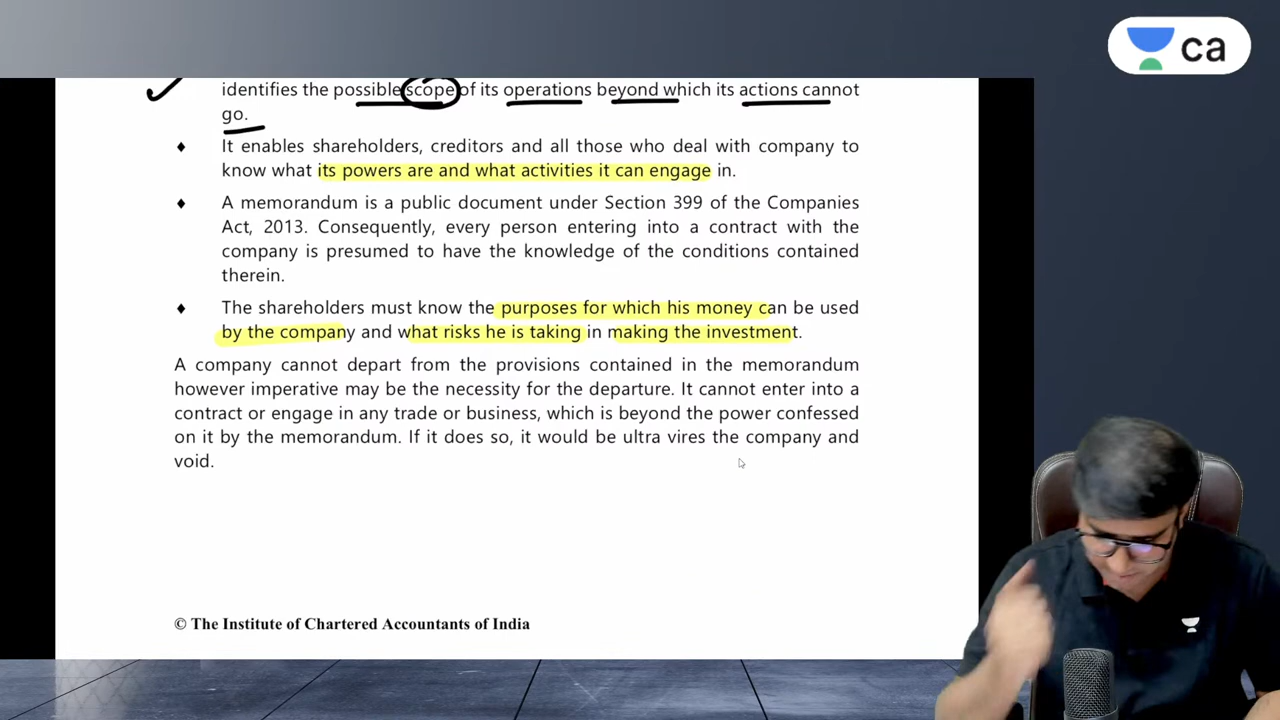 ca
identifies the possible scope of its operations beyond which its actions cannot
go.
♦ It enables shareholders, creditors and all those who deal with company to
know what its powers are and what activities it can engage in.
♦ A memorandum is a public document under Section 399 of the Companies
Act, 2013. Consequently, every person entering into a contract with the
company is presumed to have the knowledge of the conditions contained
therein.
♦ The shareholders must know the purposes for which his money can be used
by the company and what risks he is taking in making the investment.
A company cannot depart from the provisions contained in the memorandum
however imperative may be the necessity for the departure. It cannot enter into a
contract or engage in any trade or business, which is beyond the power confessed
on it by the memorandum. If it does so, it would be ultra vires the company and
void.
© The Institute of Chartered Accountants of India